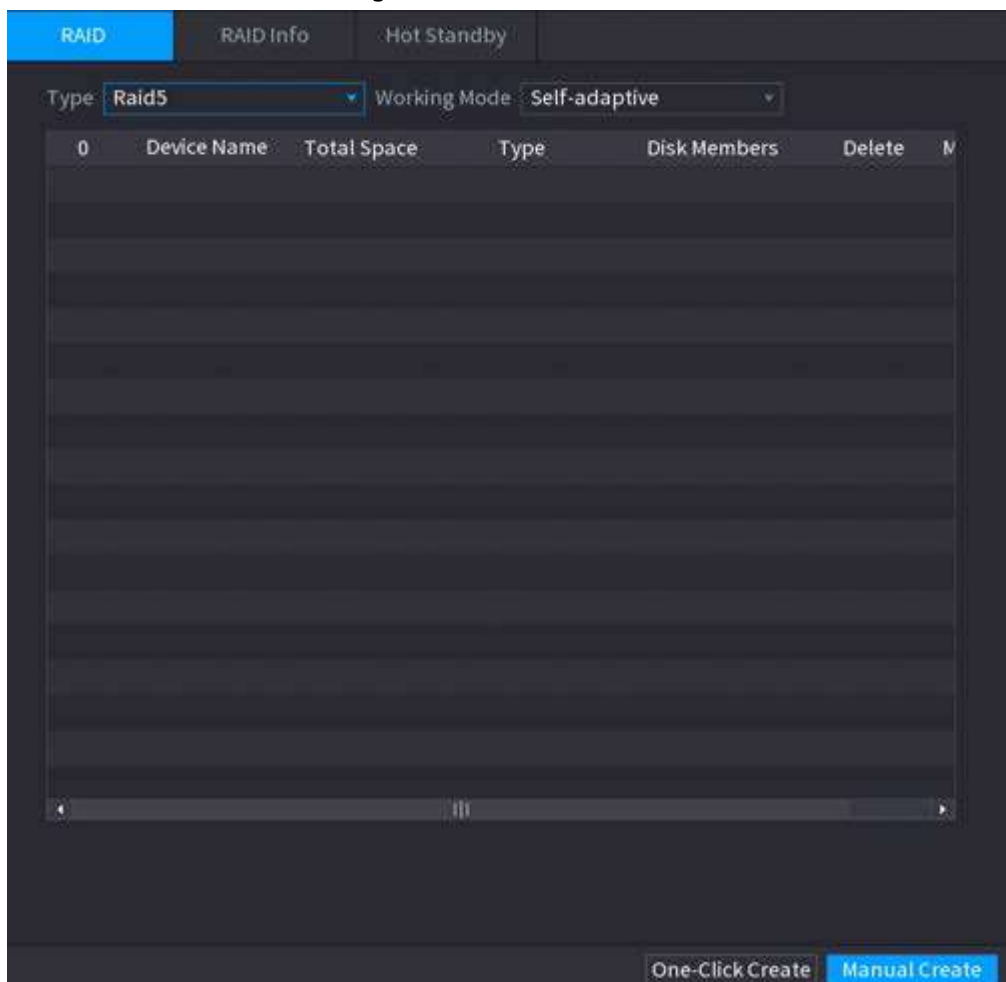 RAID RAID Info Hot Standby
Type Raid5 Working Mode Self-adaptive
0 Device Name Total Space Type Disk Members Delete
One-Click Create Manual Create